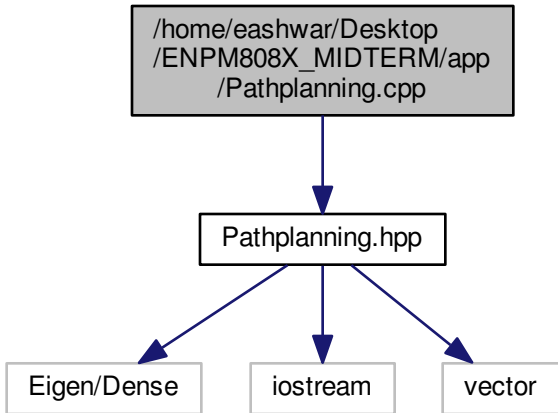 /home/eashwar/Desktop
/ENPM808X_MIDTERM/app
/Pathplanning.cpp
Pathplanning.hpp
Eigen/Dense
iostream
vector